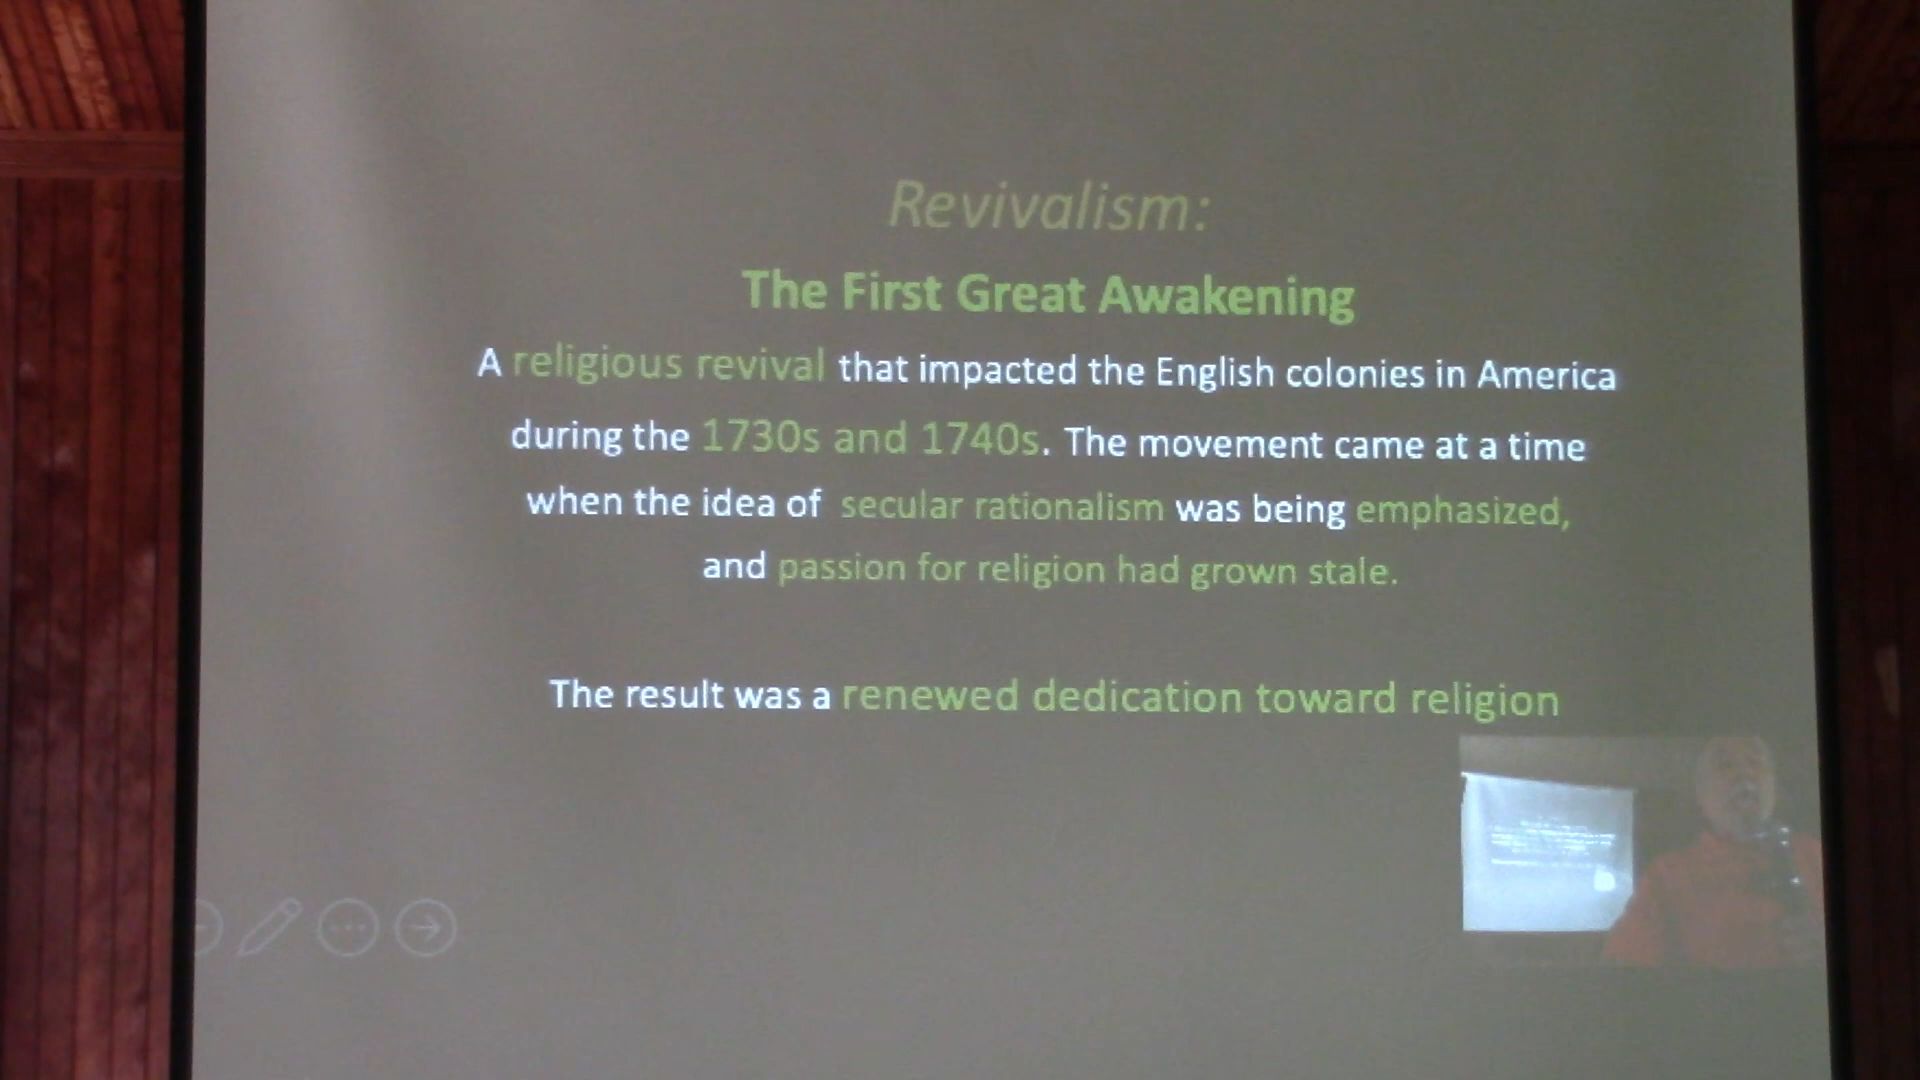 Revivalism:
The First Great Awakening
A religious revival that impacted the English colonies in America
during the 1730s and 1740s. The movement came at a time
when the idea of secular rationalism was being emphasized,
and passion for religion had grown stale.
The result was a renewed dedication toward religion